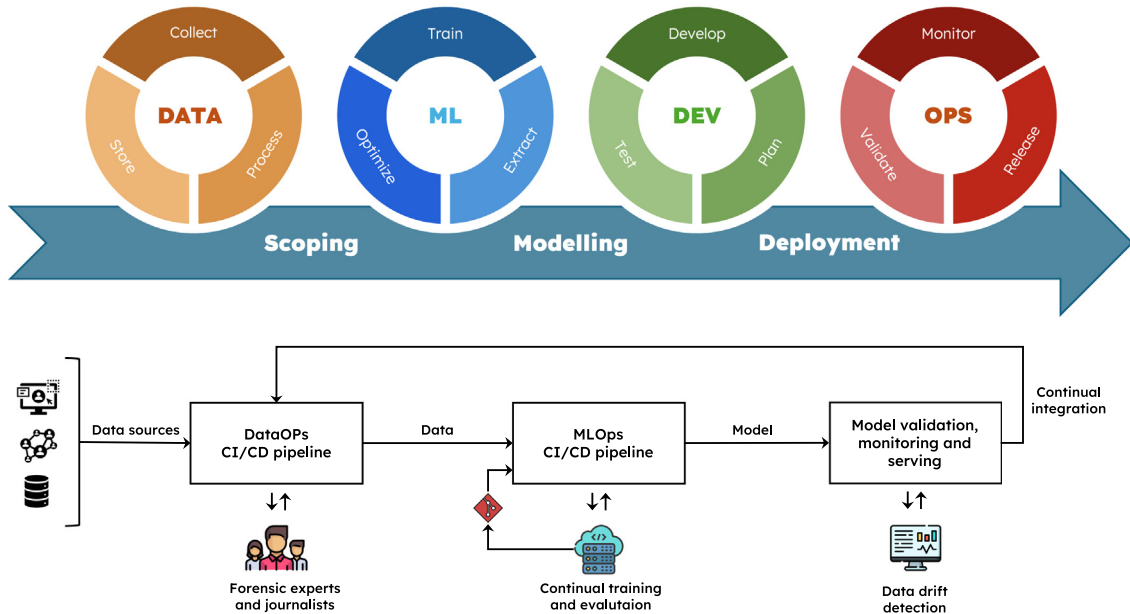 Collect
DATA
Store
Process
Train
ML
Optimize
Extract
Develop
DEV
Test
Plan
Monitor
OPS
Validate
Release
Scoping
Modelling
Deployment
Data sources
DataOPs
CI/CD pipeline
Data
MLOps
CI/CD pipeline
Model
Model validation,
monitoring and
serving
Continual
integration
Forensic experts
and journalists
</>
Continual training
and evalutaion
Data drift
detection